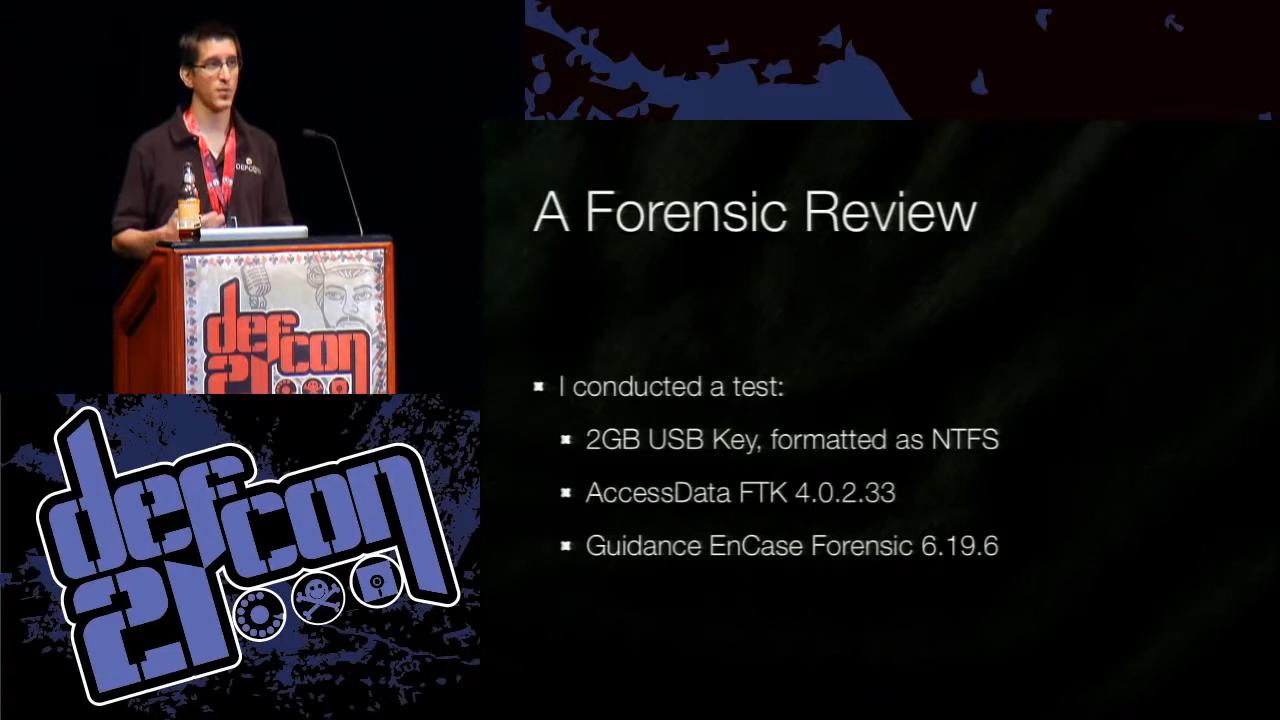 DEFCON
defcon
21
defcon
21
A Forensic Review
I conducted a test:
2GB USB Key, formatted as NTFS
AccessData FTK 4.0.2.33
Guidance EnCase Forensic 6.19.6